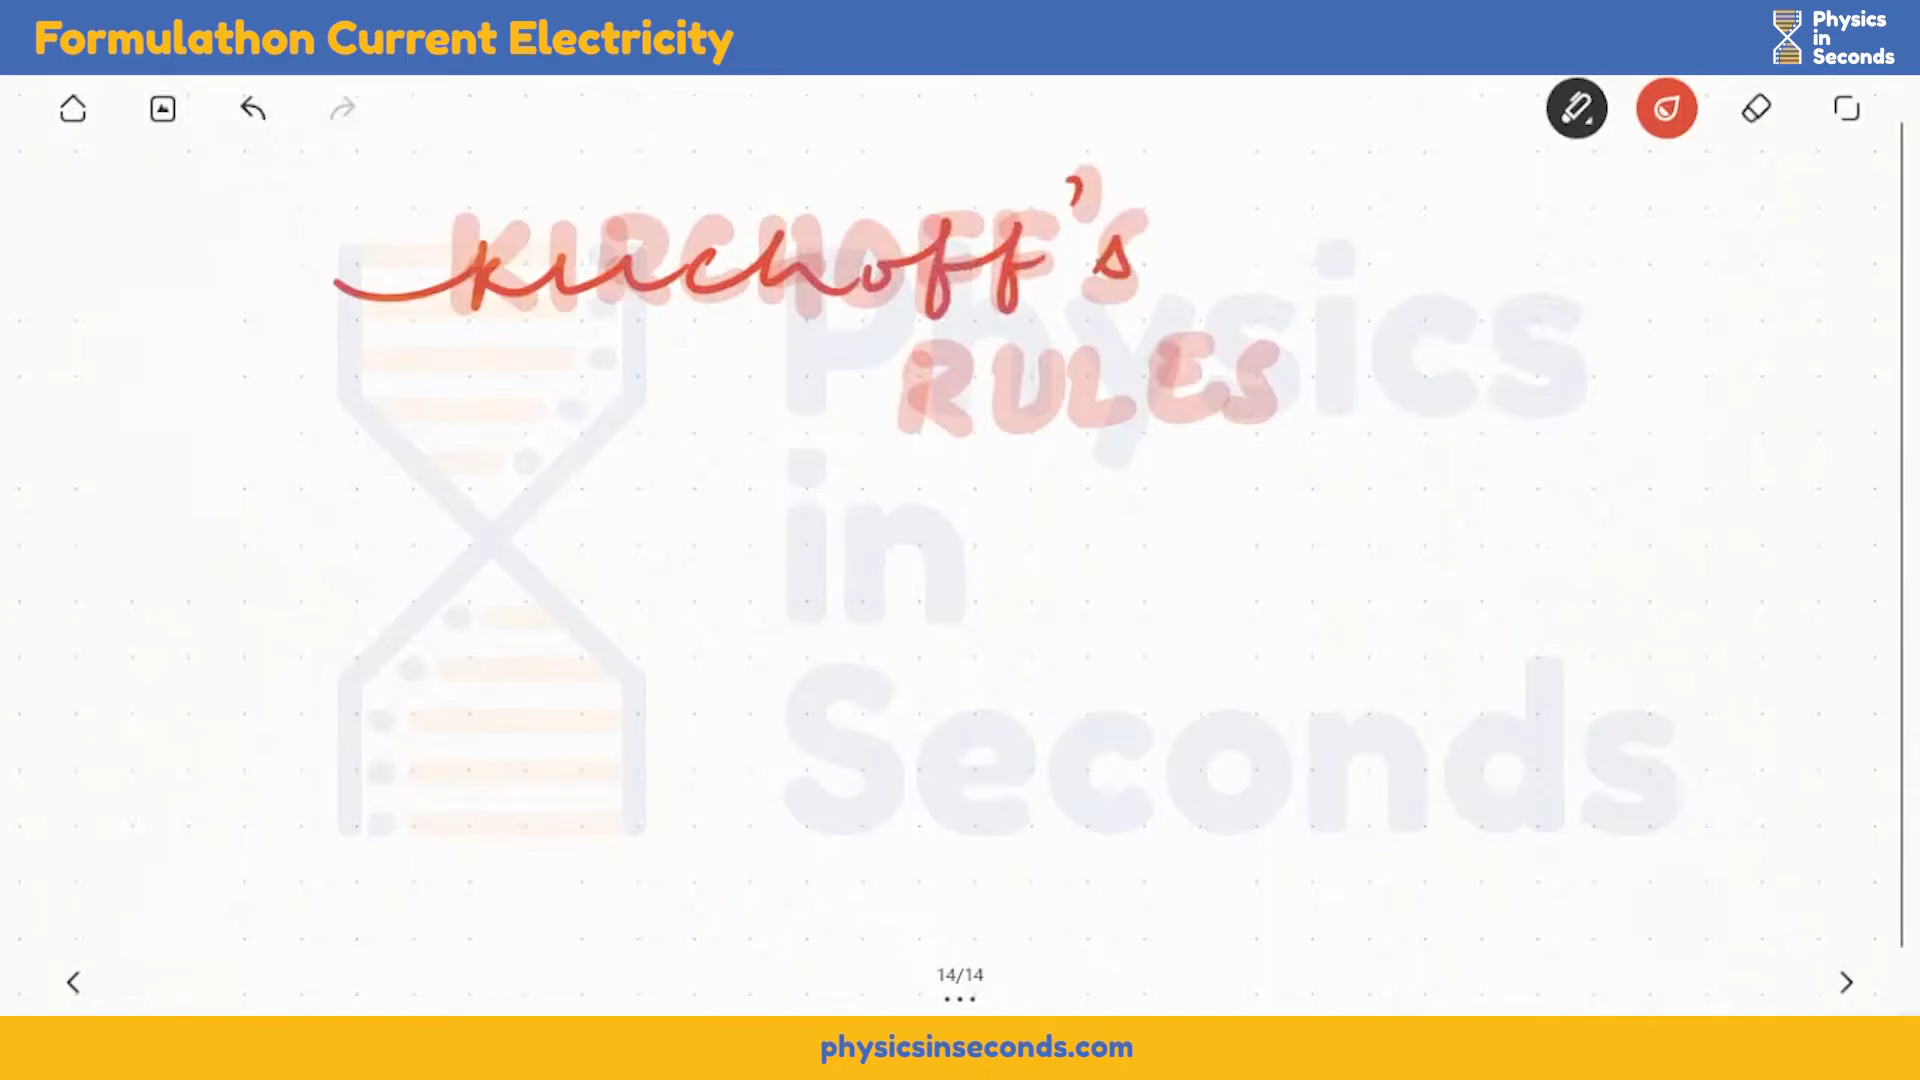 Formulathon Current Electricity
Physics
in
Seconds
KIRCHOFF'S
kirchoff's
RULES
Physics
in
Seconds
14/14
physicsinseconds.com